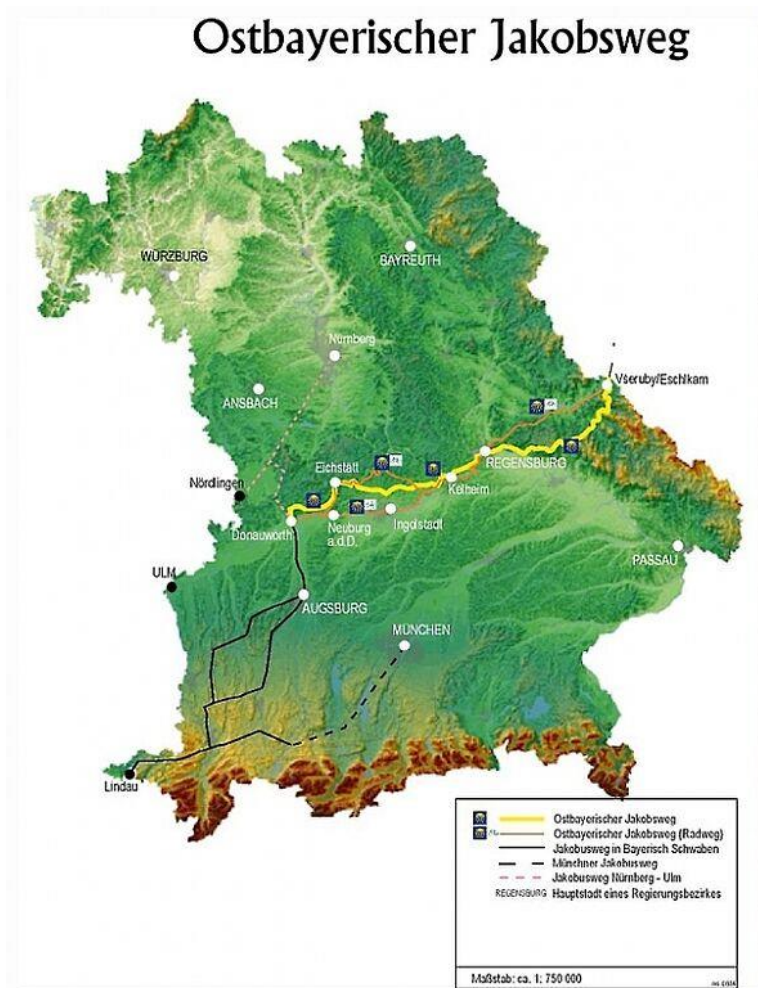 Ostbayerischer Jakobsweg
WÜRZBURG
BAYREUTH
Nürnberg
ANSBACH
Všeruby/Eschlkam
Eichstätt
REGENSBURG
Nördlingen
Kelheim
Donauwörth
Neuburg
a.d.D.
Ingolstadt
PASSAU
ULM
AUGSBURG
MÜNCHEN
Lindau
Ostbayerischer Jakobsweg
Ostbayerischer Jakobsweg (Radweg)
Jakobusweg in Bayerisch Schwaben
Münchner Jakobusweg
Jakobusweg Nürnberg - Ulm
REGENSBURG Hauptstadt eines Regierungsbezirkes
Maßstab: ca. 1: 750 000